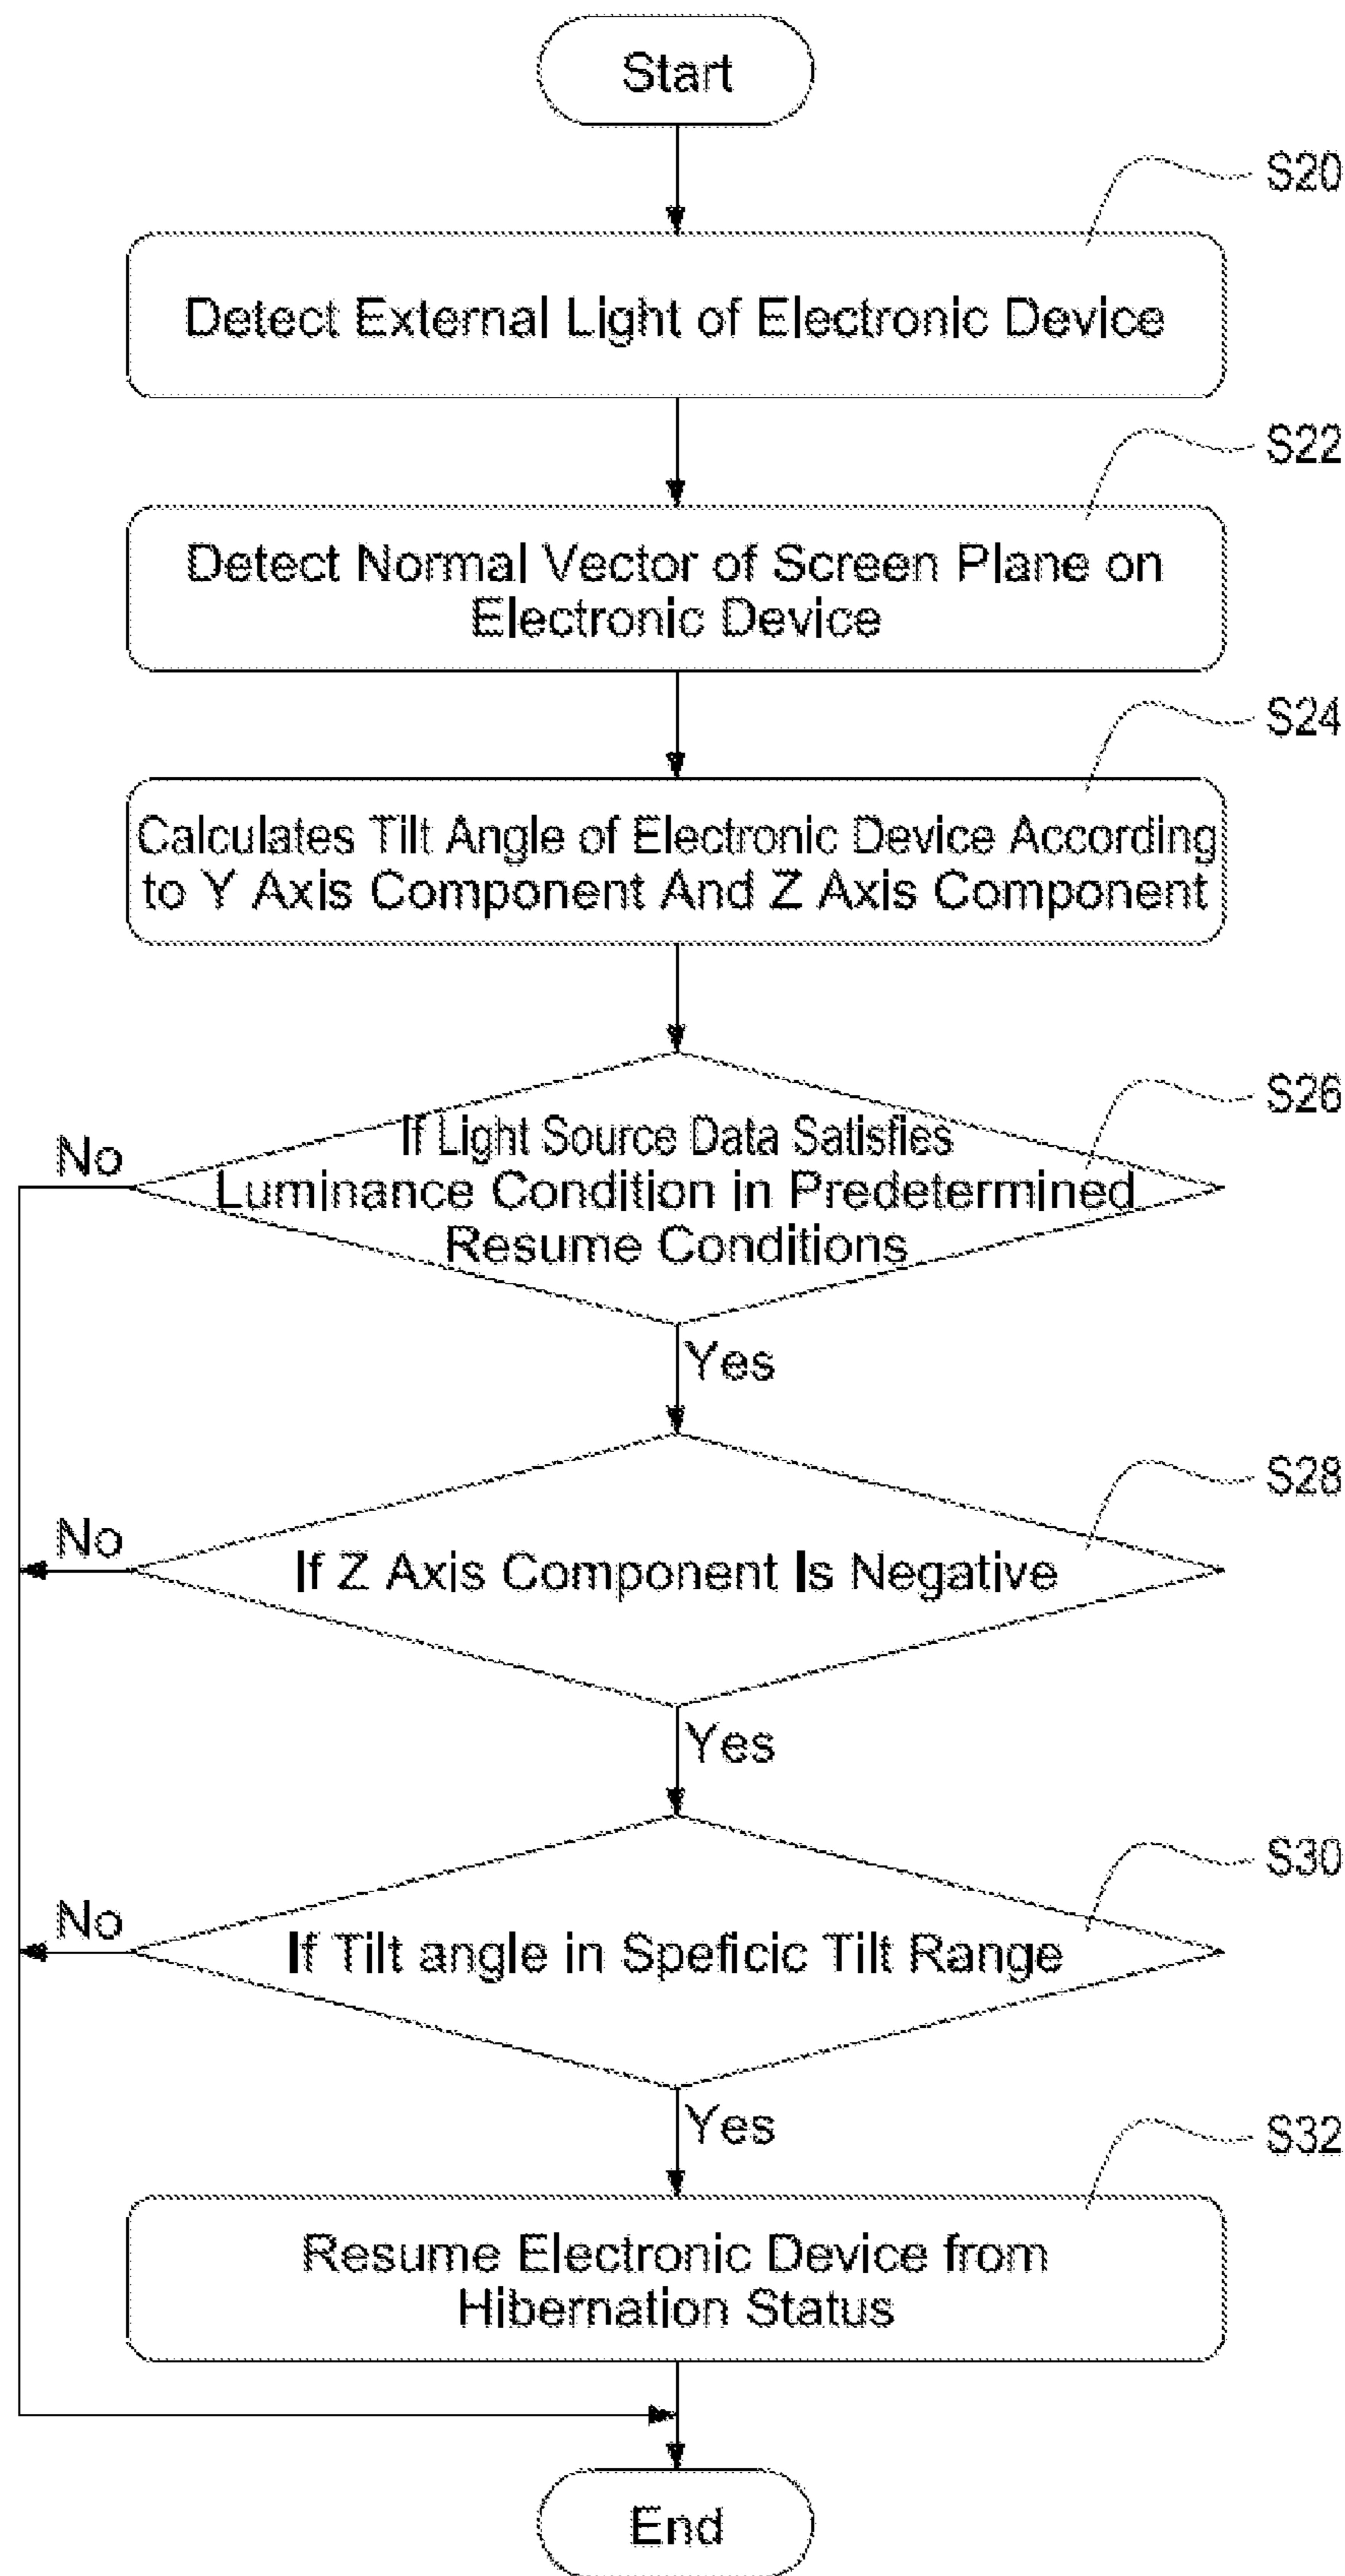 Start
S20
Detect External Light of Electronic Device
S22
Detect Normal Vector of Screen Plane on
Electronic Device
S24
Calculates Tilt Angle of Electronic Device According
to Y Axis Component And Z Axis Component
S26
If Light Source Data Satisfies
No
Luminance Condition in Predetermined
Resume Conditions
Yes
S28
No
If Z Axis Component Is Negative
Yes
S30
No
If Tilt angle in Speficic Tilt Range
Yes
S32
Resume Electronic Device from
Hibernation Status
End